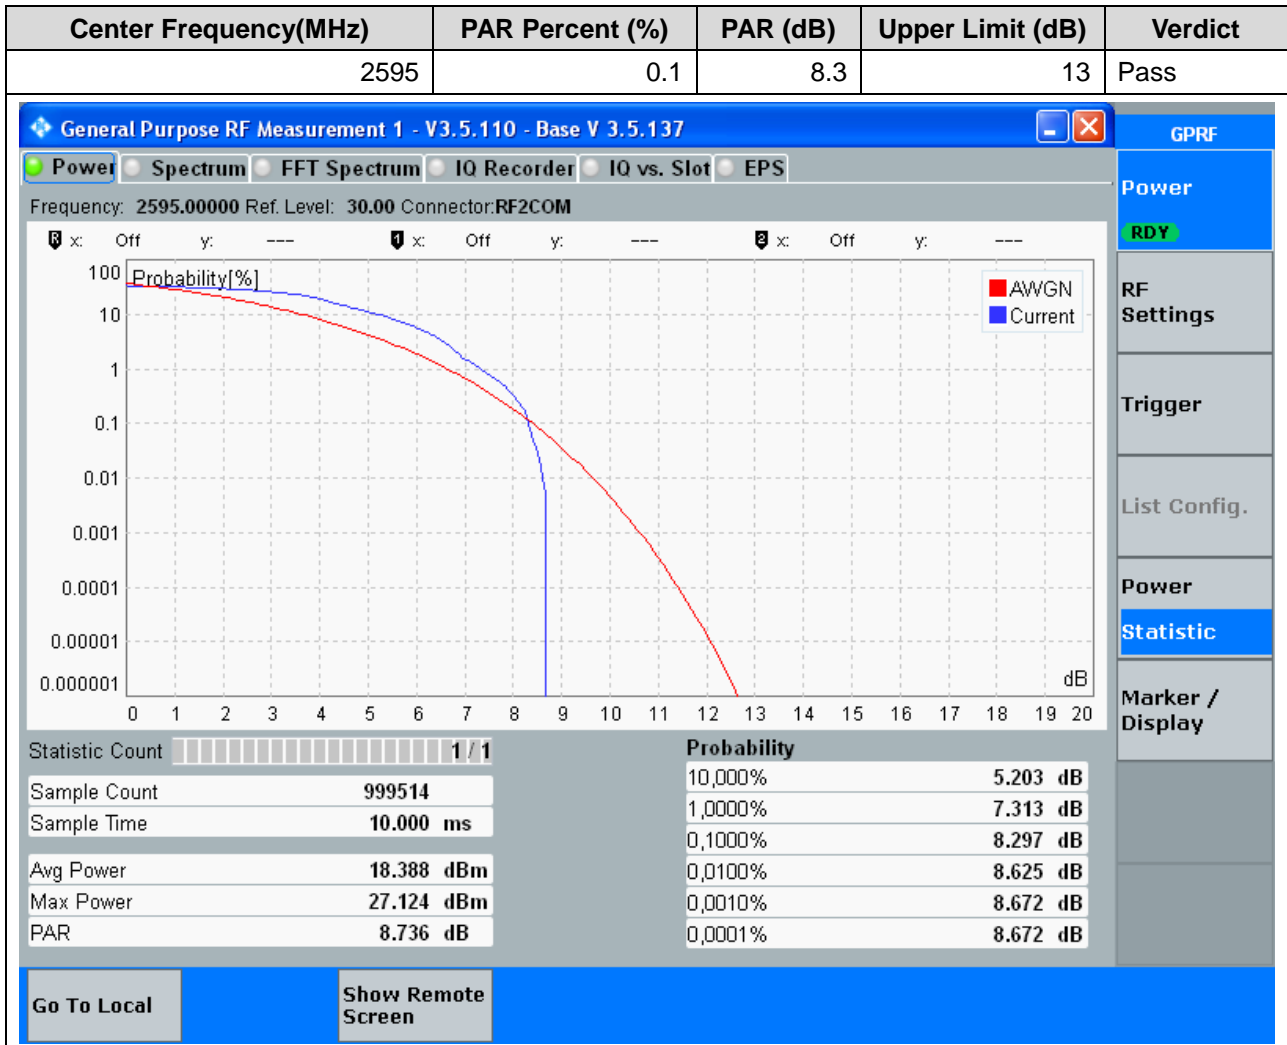 Center Frequency(MHz) PAR Percent (%) PAR (dB) Upper Limit (dB) Verdict
2595 0.1 8.3 13 Pass
General Purpose RF Measurement 1 - V3.5.110 - Base V 3.5.137
GPRF
Power Spectrum FFT Spectrum IQ Recorder IQ vs. Slot EPS
Power
RDY
Frequency: 2595.00000 Ref. Level: 30.00 Connector:RF2COM
R x: Off y: --- 1 x: Off y: --- 2 x: Off y: ---
Probability[%]
AWGN
Current
100
10
1
0.1
0.01
0.001
0.0001
0.00001
0.000001
dB
0 1 2 3 4 5 6 7 8 9 10 11 12 13 14 15 16 17 18 19 20
RF
Settings
Trigger
List Config.
Power
Statistic
Marker /
Display
Statistic Count 1 / 1
Sample Count 999514
Sample Time 10.000 ms
Avg Power 18.388 dBm
Max Power 27.124 dBm
PAR 8.736 dB
Probability
10,000% 5.203 dB
1,0000% 7.313 dB
0,1000% 8.297 dB
0,0100% 8.625 dB
0,0010% 8.672 dB
0,0001% 8.672 dB
Go To Local
Show Remote
Screen